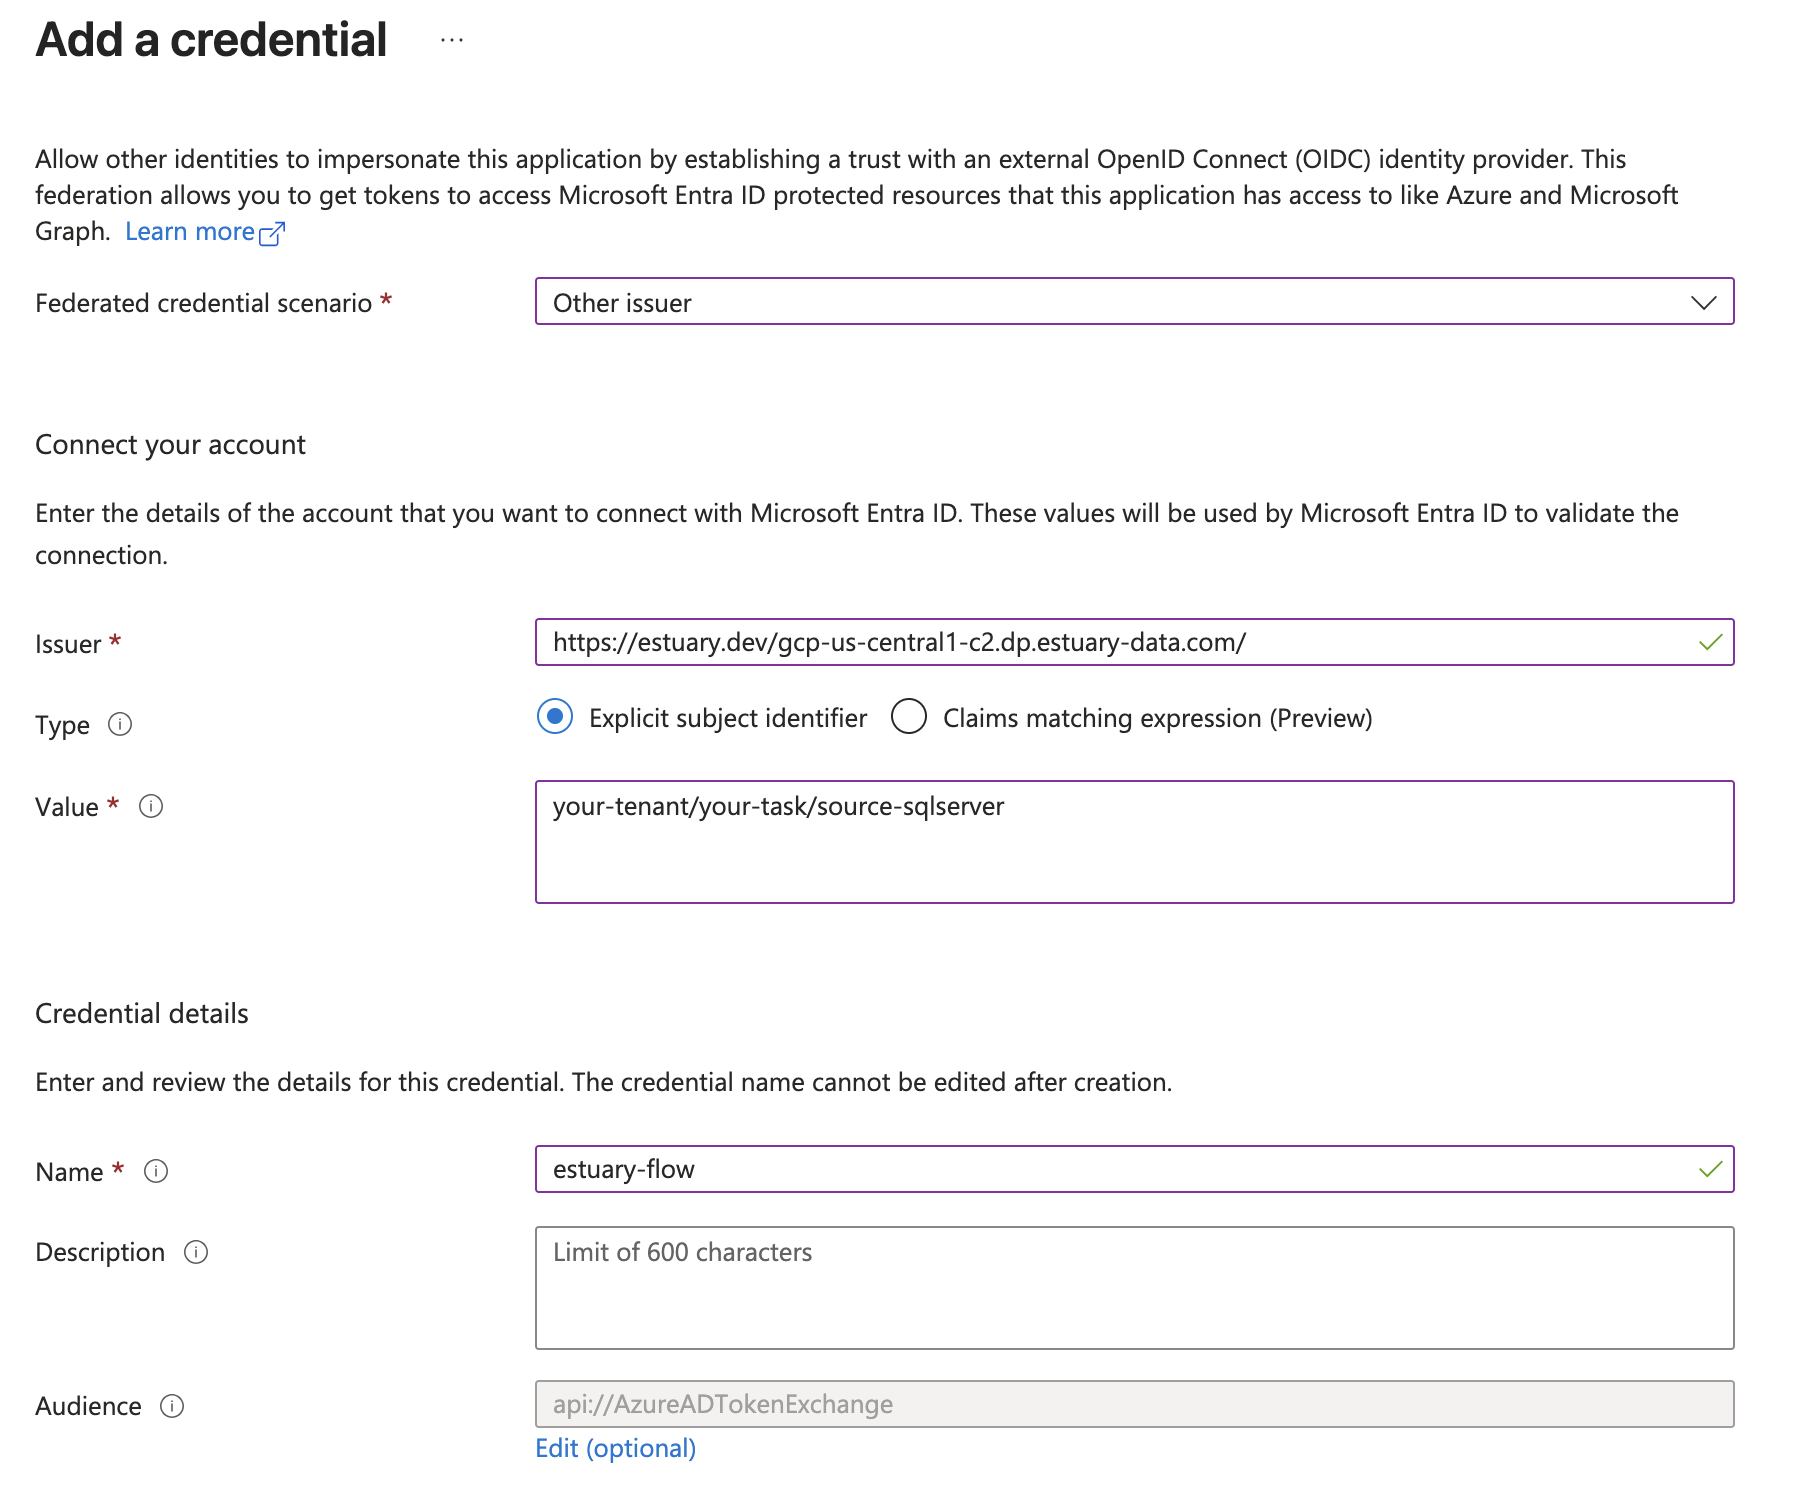 Add a credential ...
Allow other identities to impersonate this application by establishing a trust with an external OpenID Connect (OIDC) identity provider. This
federation allows you to get tokens to access Microsoft Entra ID protected resources that this application has access to like Azure and Microsoft
Graph. Learn more
Federated credential scenario * Other issuer
Connect your account
Enter the details of the account that you want to connect with Microsoft Entra ID. These values will be used by Microsoft Entra ID to validate the
connection.
Issuer * https://estuary.dev/gcp-us-central1-c2.dp.estuary-data.com/
Type Explicit subject identifier Claims matching expression (Preview)
Value * your-tenant/your-task/source-sqlserver
Credential details
Enter and review the details for this credential. The credential name cannot be edited after creation.
Name * estuary-flow
Description Limit of 600 characters
Audience api://AzureADTokenExchange
Edit (optional)